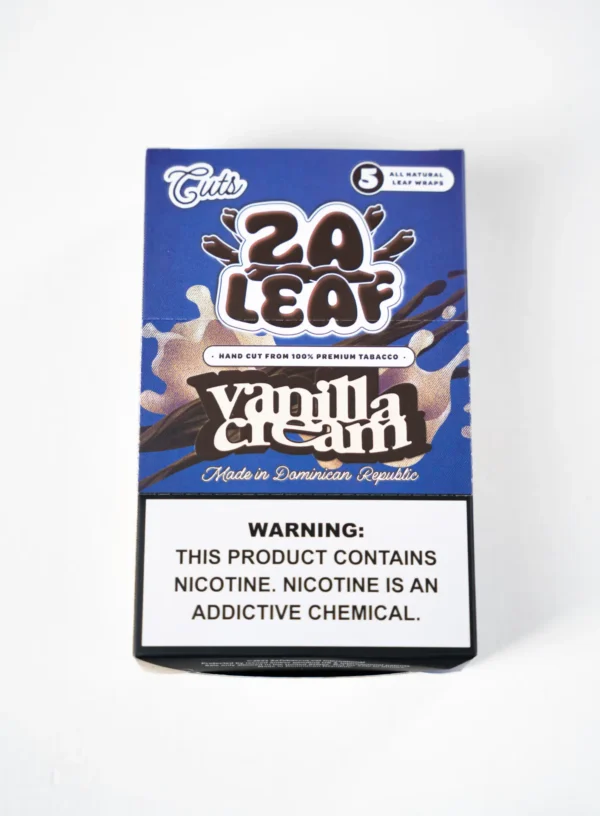 Cuts
5 ALL NATURAL
LEAF WRAPS
ZA
LEAF
· HAND CUT FROM 100% PREMIUM TABACCO ·
vanilla
cream
Made in Dominican Republic
WARNING:
THIS PRODUCT CONTAINS
NICOTINE. NICOTINE IS AN
ADDICTIVE CHEMICAL.